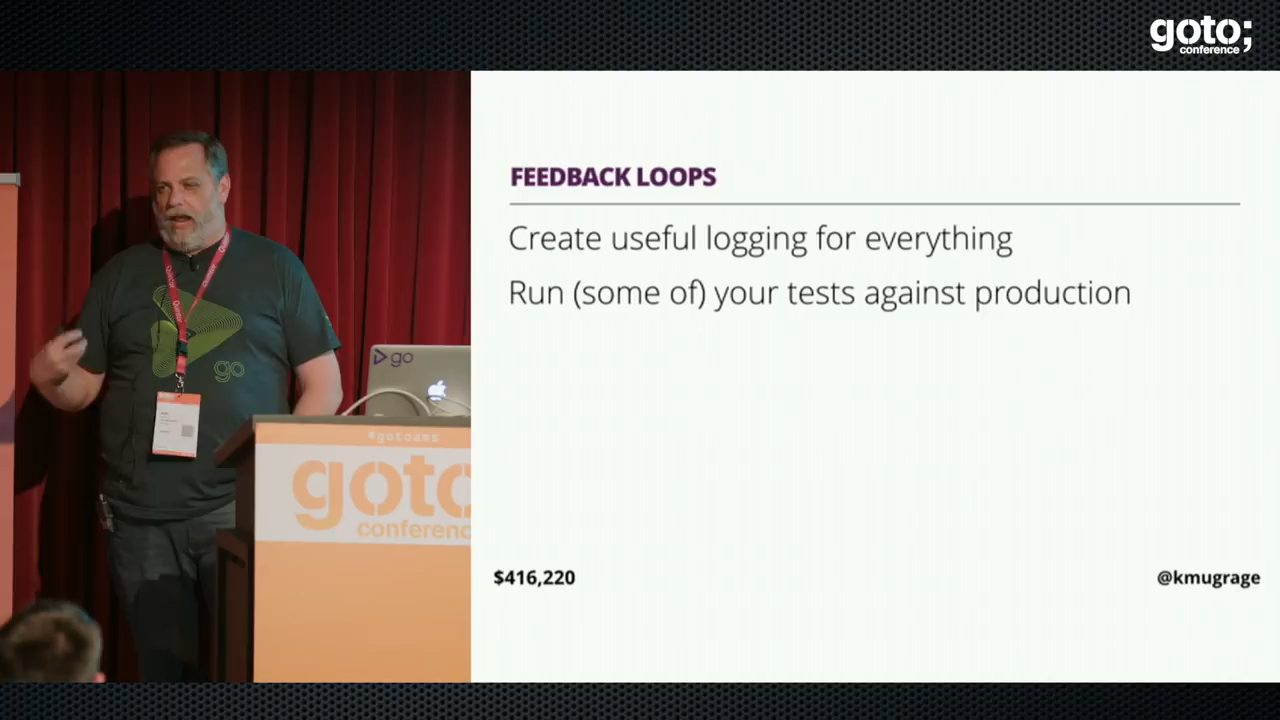 goto;
conference
FEEDBACK LOOPS
Create useful logging for everything
Run (some of) your tests against production
go
go
#gotoams
goto
conferenc
$416,220
@kmugrage